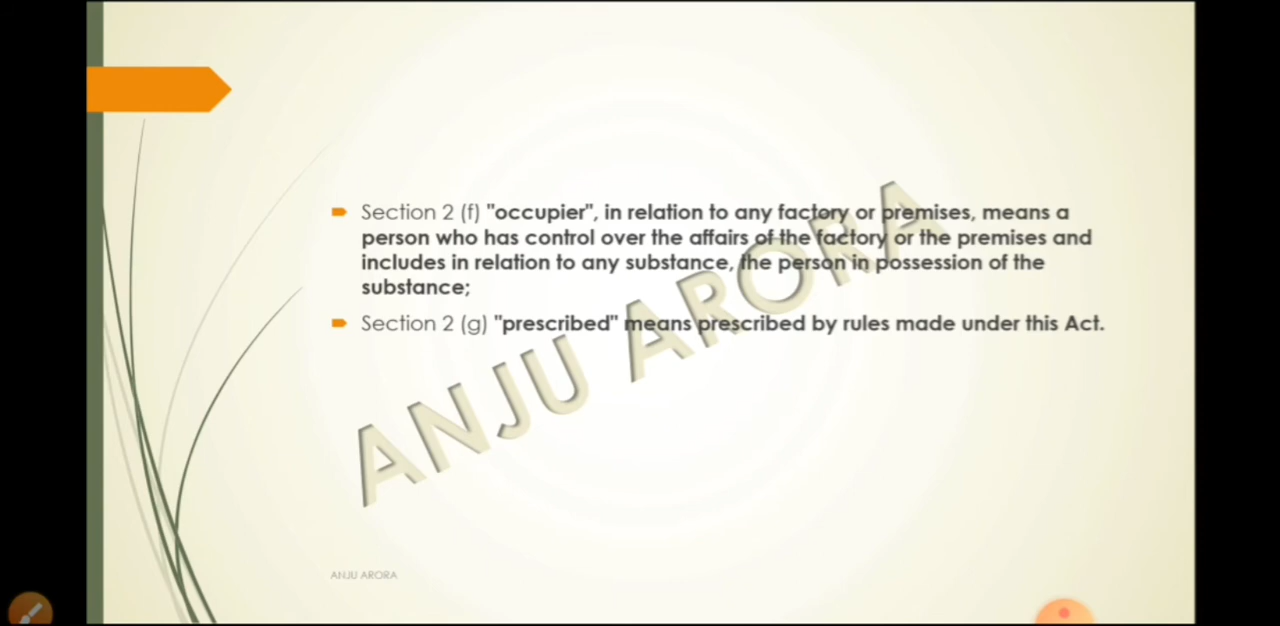 Section 2 (f) "occupier", in relation to any factory or premises, means a
person who has control over the affairs of the factory or the premises and
includes in relation to any substance, the person in possession of the
substance;
Section 2 (g) "prescribed" means prescribed by rules made under this Act.
ANJU ARORA
ANJU ARORA